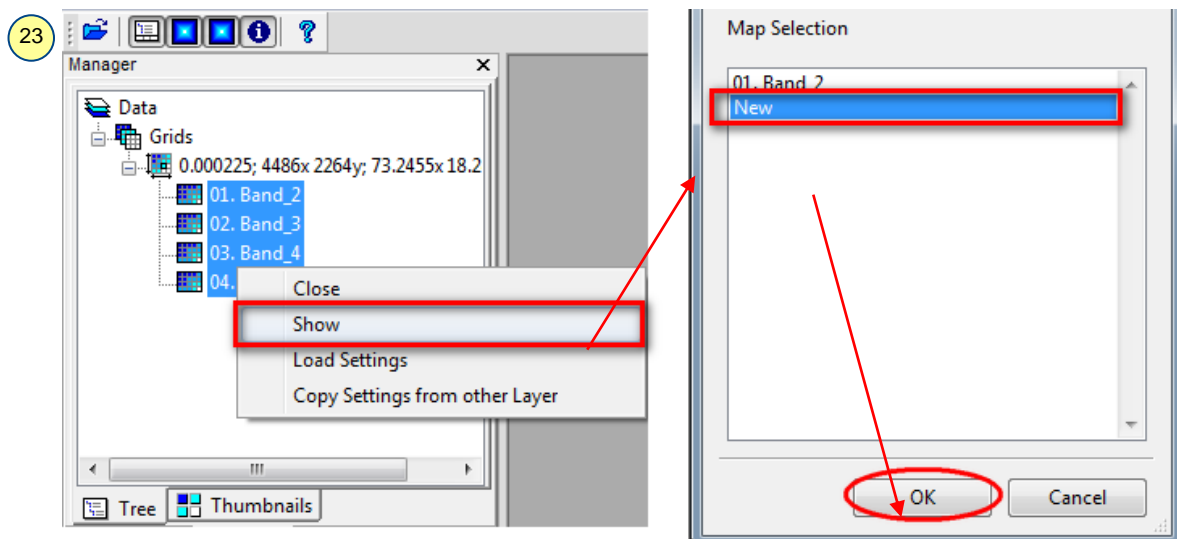 23
Manager
Data
Grids
0.000225; 4486x 2264y; 73.2455x 18.2
01. Band_2
02. Band_3
03. Band_4
04.
Close
Show
Load Settings
Copy Settings from other Layer
Tree
Thumbnails
Map Selection
01. Band_2
New
OK
Cancel